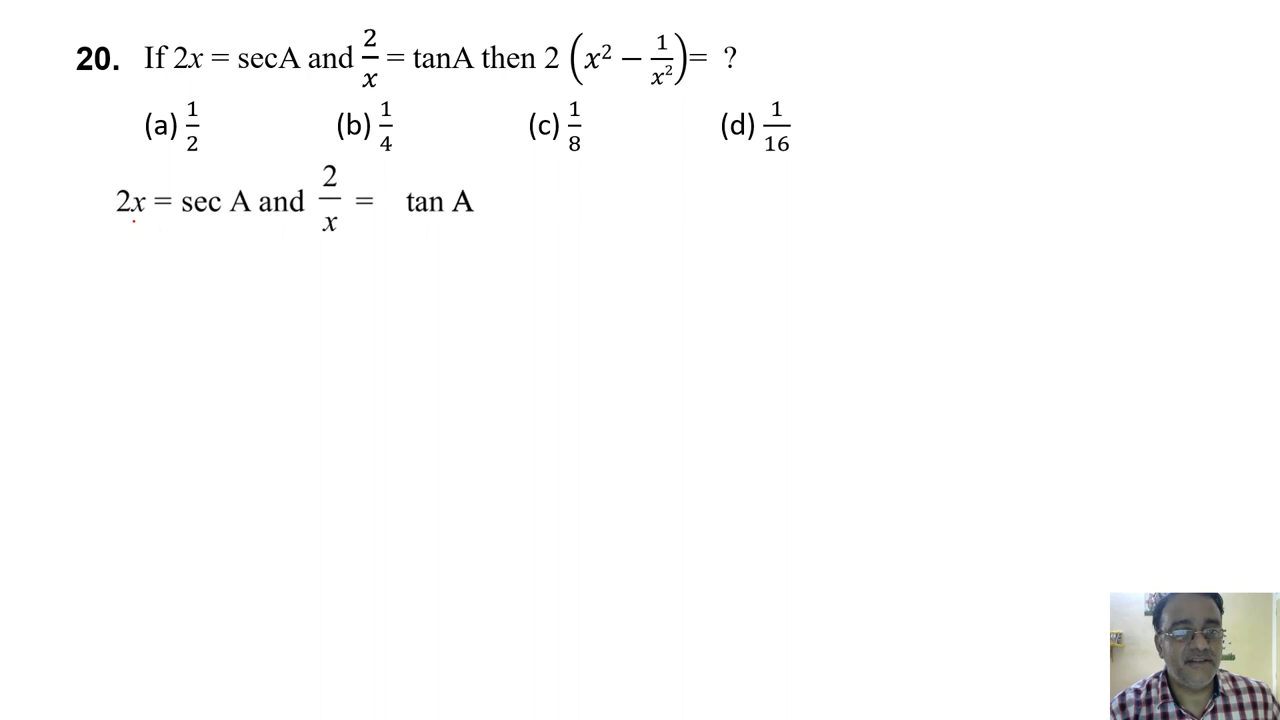 20. If 2x = secA and 2/x = tanA then 2 (x² − 1/x²) = ?
(a) 1/2 (b) 1/4 (c) 1/8 (d) 1/16
2x = sec A and 2/x = tan A